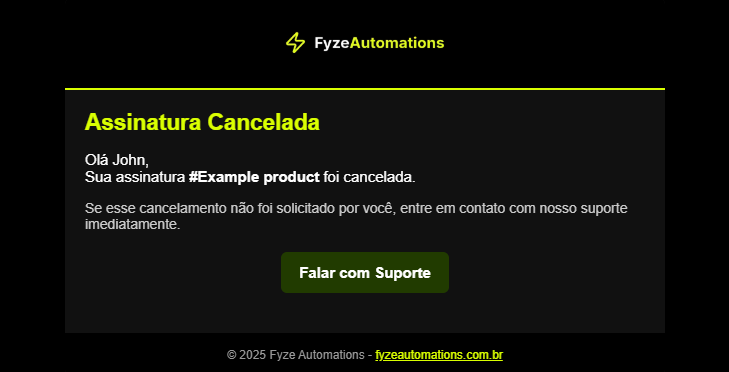 FyzeAutomations
Assinatura Cancelada
Olá John,
Sua assinatura #Example product foi cancelada.
Se esse cancelamento não foi solicitado por você, entre em contato com nosso suporte
imediatamente.
Falar com Suporte
© 2025 Fyze Automations - fyzeautomations.com.br